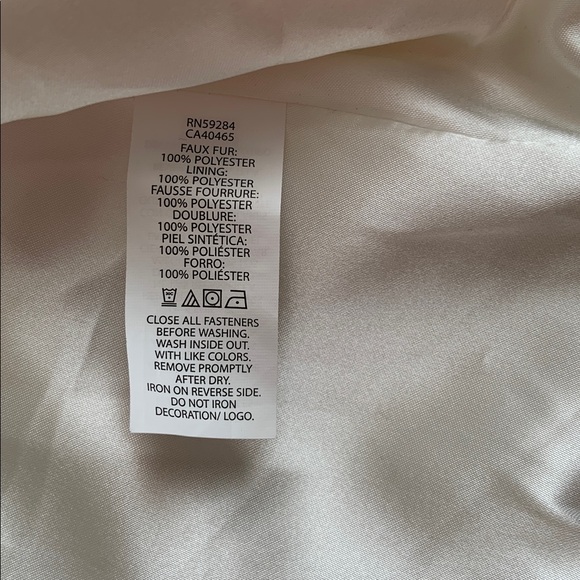 RN59284
CA40465
FAUX FUR:
100% POLYESTER
LINING:
100% POLYESTER
FAUSSE FOURRURE:
100% POLYESTER
DOUBLURE:
100% POLYESTER
PIEL SINTÉTICA:
100% POLIÉSTER
FORRO:
100% POLIÉSTER
CLOSE ALL FASTENERS
BEFORE WASHING.
WASH INSIDE OUT.
WITH LIKE COLORS.
REMOVE PROMPTLY
AFTER DRY.
IRON ON REVERSE SIDE.
DO NOT IRON
DECORATION/ LOGO.